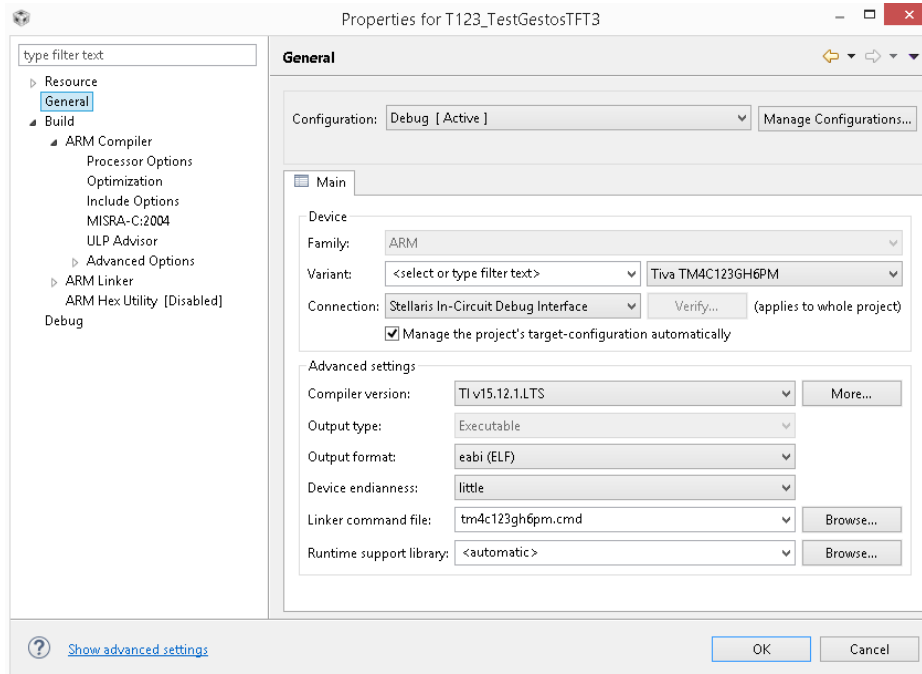 Properties for T123_TestGestosTFT3
type filter text
General
Resource
General
Build
ARM Compiler
Processor Options
Optimization
Include Options
MISRA-C:2004
ULP Advisor
Advanced Options
ARM Linker
ARM Hex Utility [Disabled]
Debug
Configuration: Debug [ Active ] Manage Configurations...
Main
Device
Family: ARM
Variant: <select or type filter text> Tiva TM4C123GH6PM
Connection: Stellaris In-Circuit Debug Interface Verify... (applies to whole project)
Manage the project's target-configuration automatically
Advanced settings
Compiler version: TI v15.12.1.LTS More...
Output type: Executable
Output format: eabi (ELF)
Device endianness: little
Linker command file: tm4c123gh6pm.cmd Browse...
Runtime support library: <automatic> Browse...
Show advanced settings OK Cancel